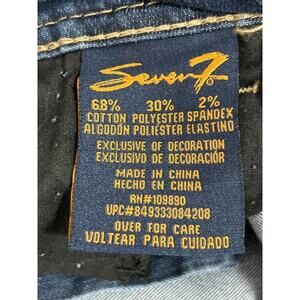 Seven7
68% 30% 2%
COTTON POLYESTER SPANDEX
ALGODÓN POLIÉSTER ELASTINO
EXCLUSIVE OF DECORATION
EXCLUSIVO DE DECORACIÓR
MADE IN CHINA
HECHO EN CHINA
RN#109890
UPC#849333084208
OVER FOR CARE
VOLTEAR PARA CUIDADO